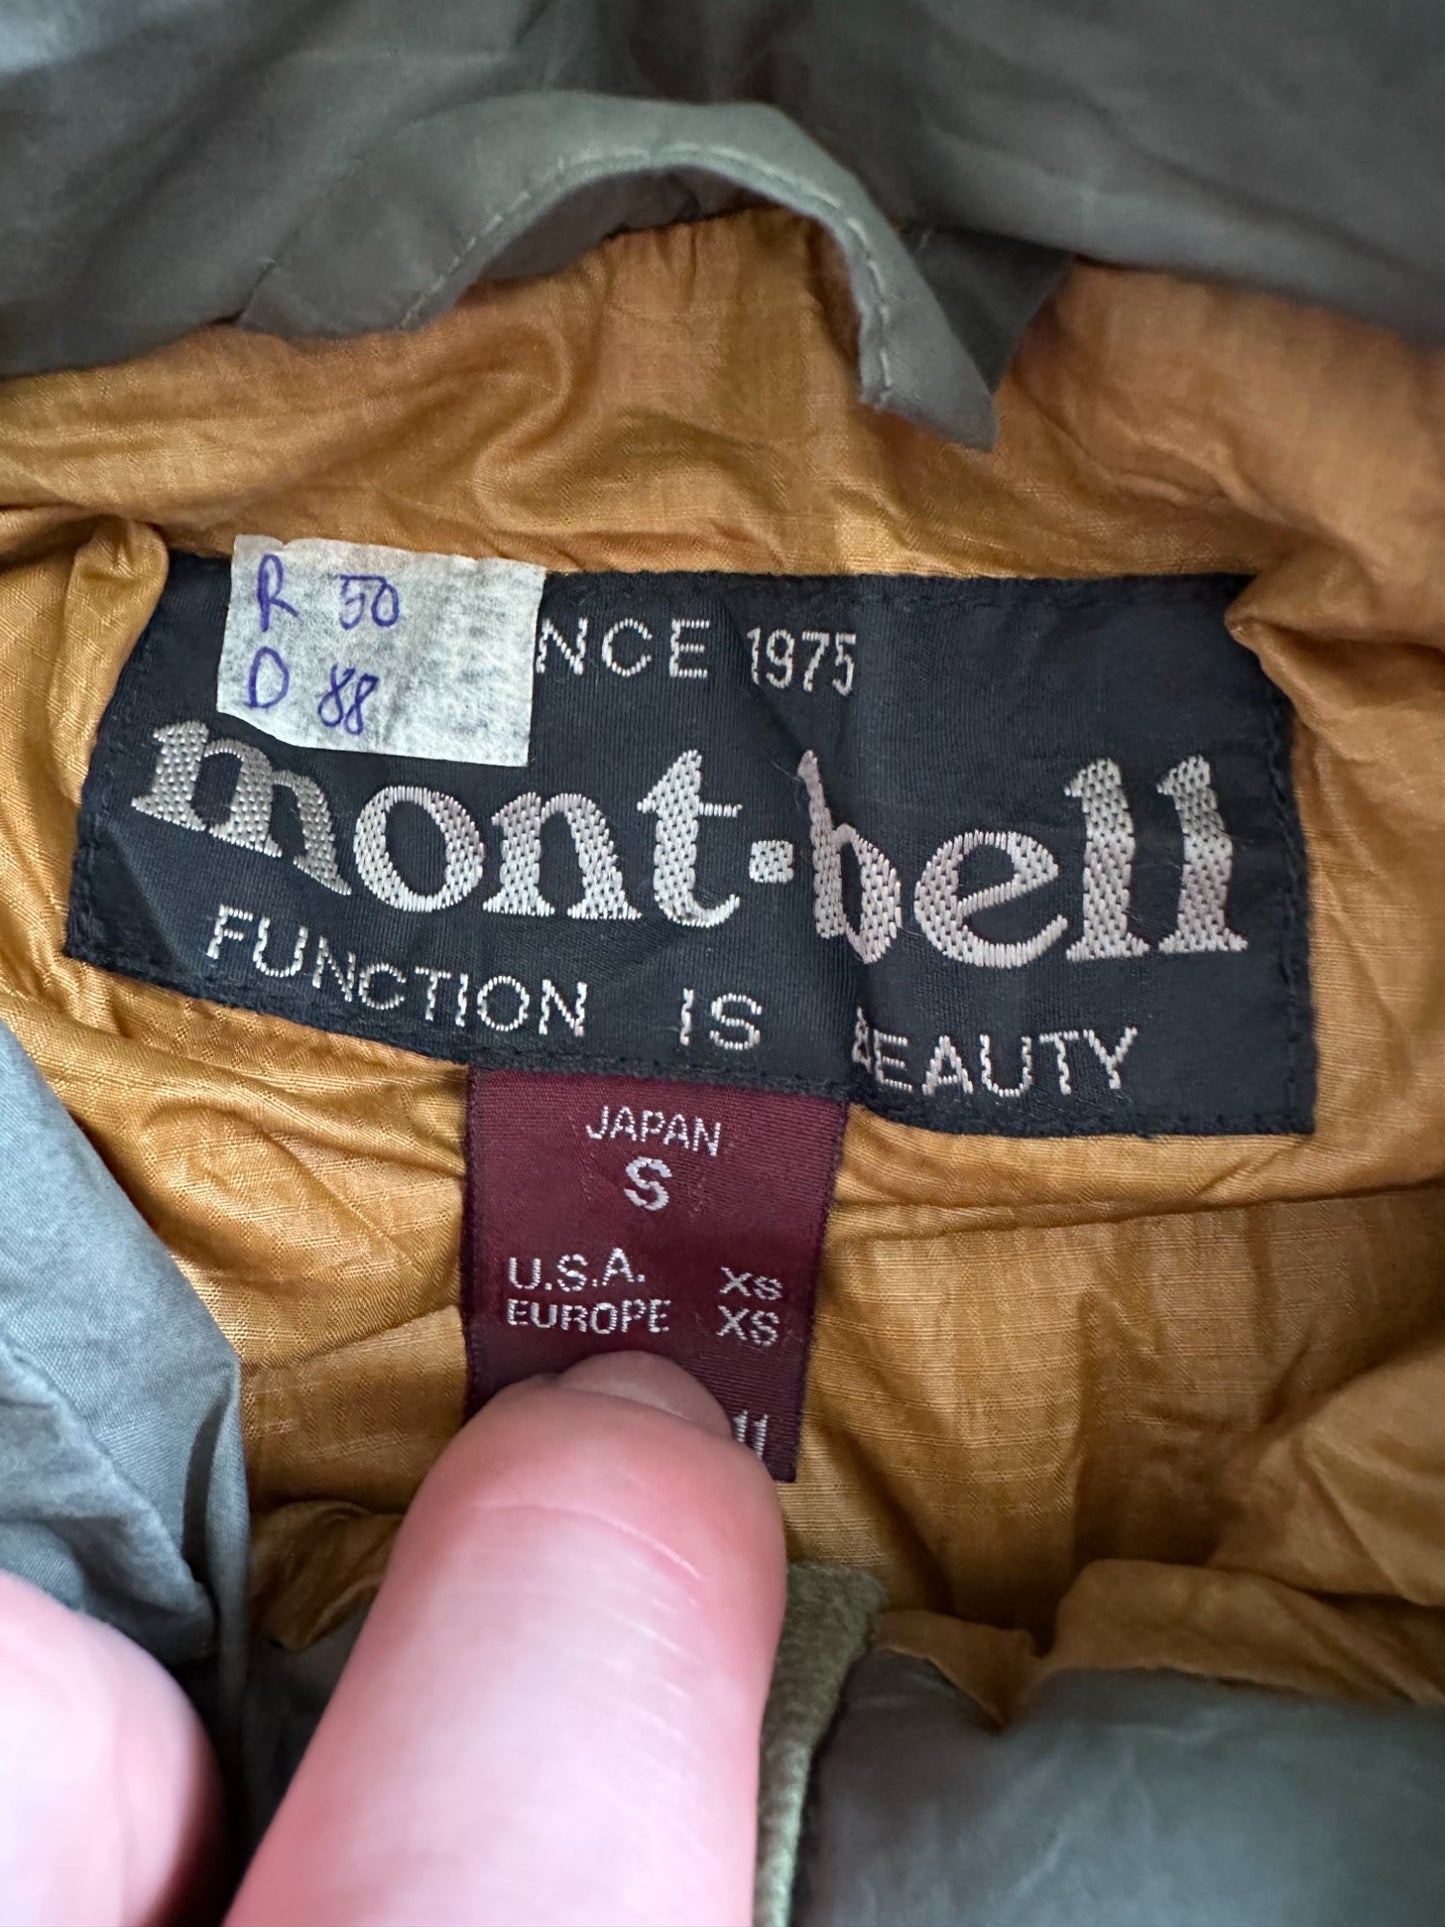 R 50
D 88
NCE 1975
mont-bell
FUNCTION IS BEAUTY
JAPAN
S
U.S.A. XS
EUROPE XS